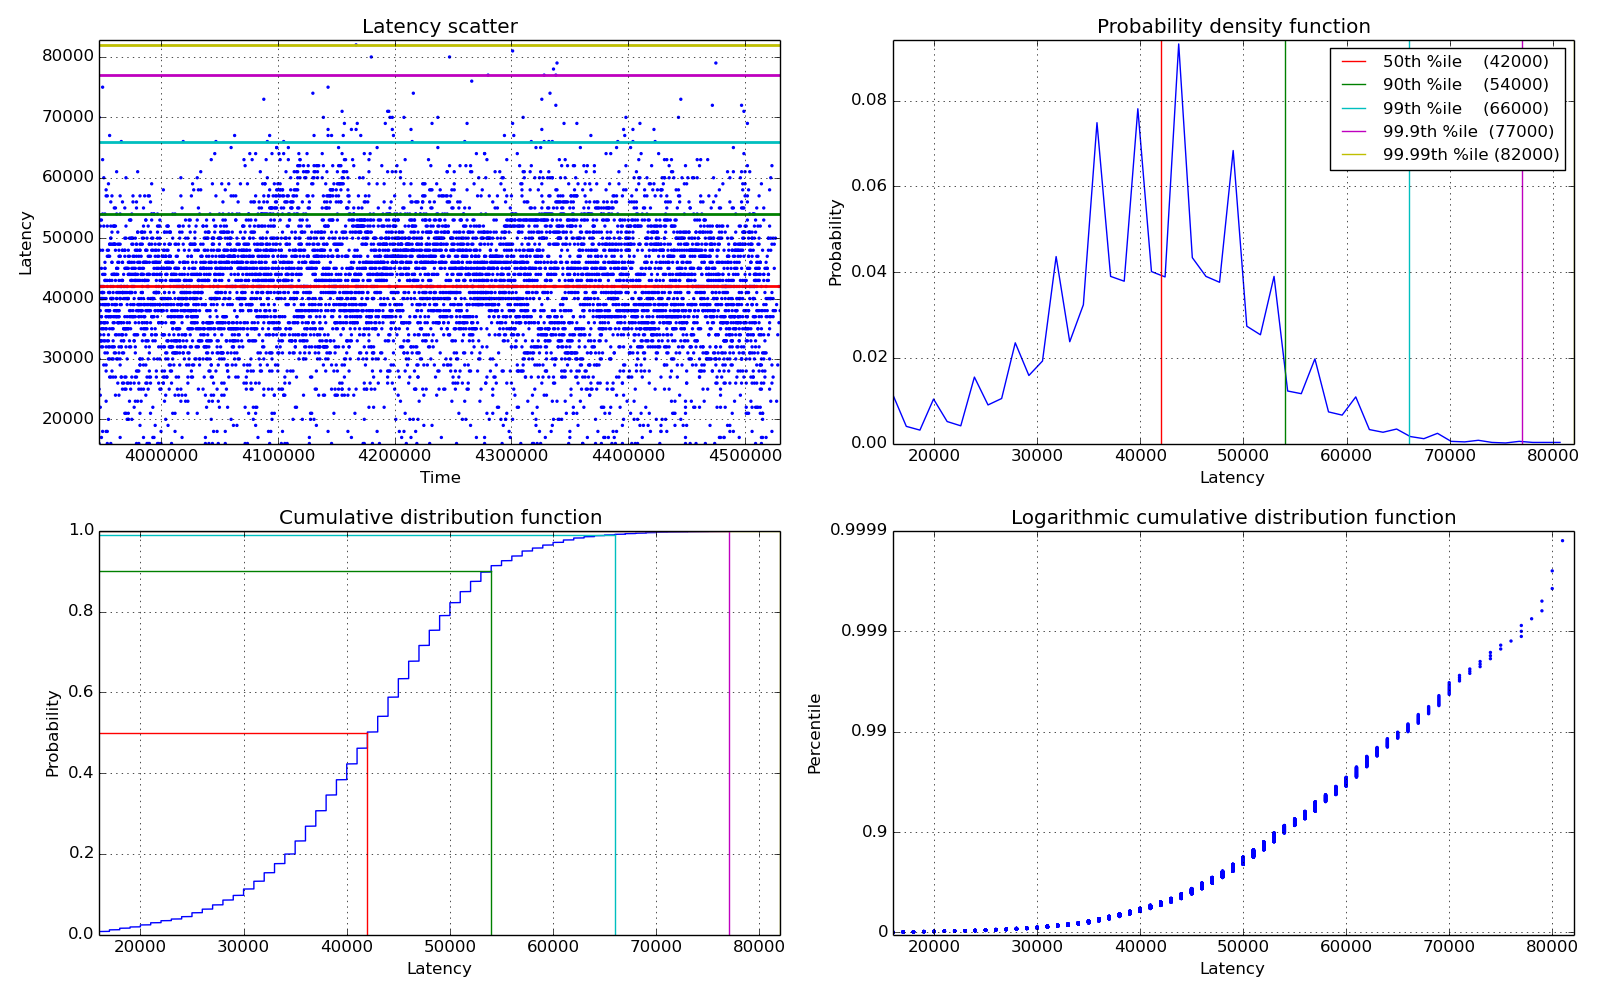 Latency scatter
80000
70000
60000
50000
40000
30000
20000
Latency
4000000 4100000 4200000 4300000 4400000 4500000
Time
Probability density function
50th %ile (42000)
90th %ile (54000)
99th %ile (66000)
99.9th %ile (77000)
99.99th %ile (82000)
0.08
0.06
0.04
0.02
0.00
Probability
20000 30000 40000 50000 60000 70000 80000
Latency
Cumulative distribution function
1.0
0.8
0.6
0.4
0.2
0.0
Probability
20000 30000 40000 50000 60000 70000 80000
Latency
Logarithmic cumulative distribution function
0.9999
0.999
0.99
0.9
0
Percentile
20000 30000 40000 50000 60000 70000 80000
Latency